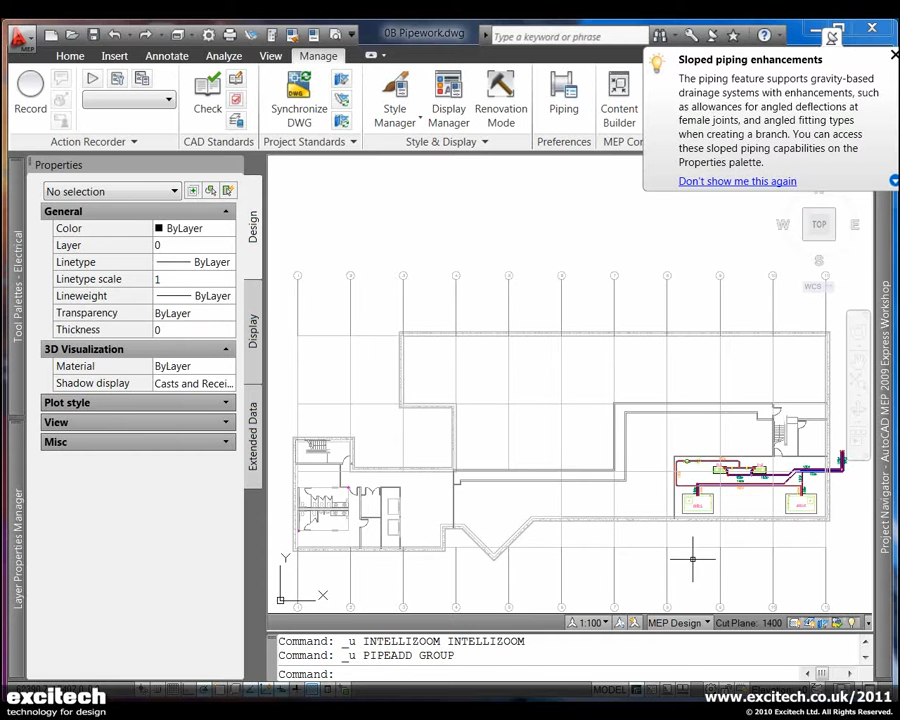 0B Pipework.dwg
Type a keyword or phrase
MEP
Home Insert Annotate Analyze View Manage
Sloped piping enhancements
The piping feature supports gravity-based
drainage systems with enhancements, such
as allowances for angled deflections at
female joints, and angled fitting types
when creating a branch. You can access
these sloped piping capabilities on the
Properties palette.
Don't show me this again
Record
Check
Synchronize
DWG
Style
Manager
Display
Manager
Renovation
Mode
Piping
Content
Builder
Action Recorder
CAD Standards
Project Standards
Preferences
MEP Co
Properties
No selection
General
Color ByLayer
Layer 0
Linetype ByLayer
Linetype scale 1
Lineweight ByLayer
Transparency ByLayer
Thickness 0
3D Visualization
Material ByLayer
Shadow display Casts and Recei...
Plot style
View
Misc
Design
Display
Extended Data
Tool Palettes - Electrical
Layer Properties Manager
Project Navigator - AutoCAD MEP 2009 Express Workshop
W TOP E
S
WCS
Y
X
1:100 MEP Design Cut Plane: 1400
Command: _u INTELLIZOOM INTELLIZOOM
Command: _u PIPEADD GROUP
Command:
MODEL
excitech
technology for design
www.excitech.co.uk/2011
© 2010 Excitech Ltd. All Rights Reserved.